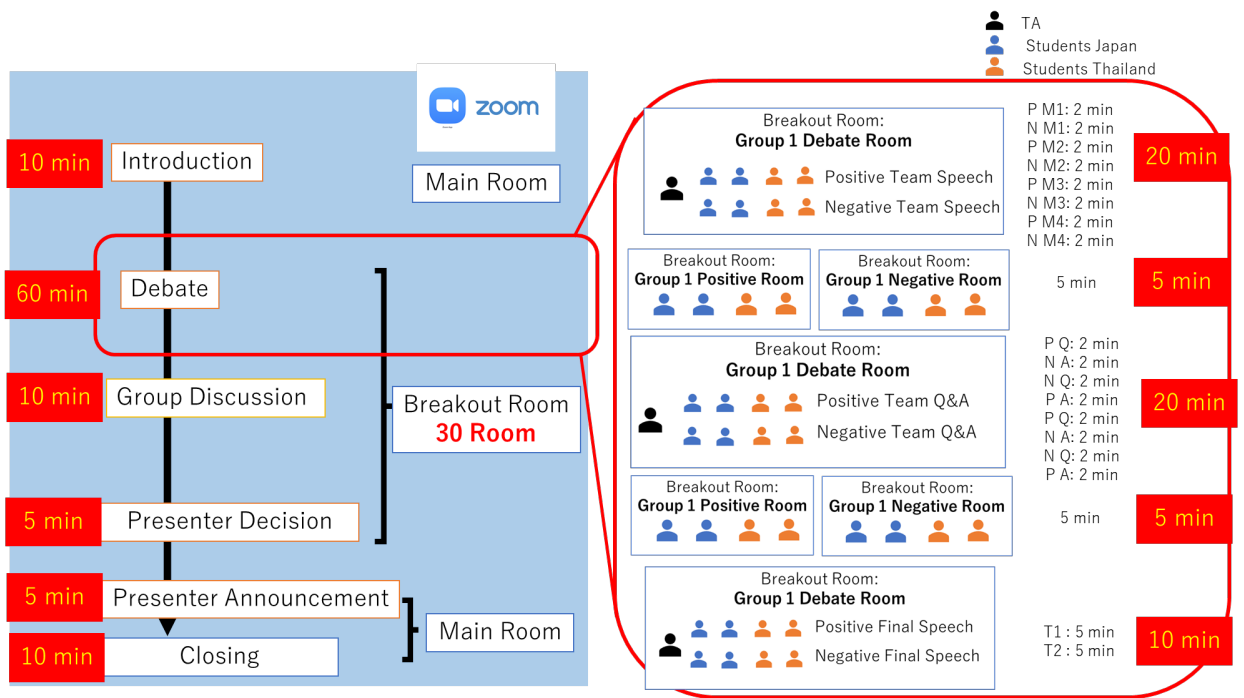 TA
Students Japan
Students Thailand
zoom
Main Room
10 min
Introduction
60 min
Debate
10 min
Group Discussion
Breakout Room
30 Room
5 min
Presenter Decision
5 min
Presenter Announcement
10 min
Closing
Main Room
Breakout Room:
Group 1 Debate Room
Positive Team Speech
Negative Team Speech
P M1: 2 min
N M1: 2 min
P M2: 2 min
N M2: 2 min
P M3: 2 min
N M3: 2 min
P M4: 2 min
N M4: 2 min
20 min
Breakout Room:
Group 1 Positive Room
Breakout Room:
Group 1 Negative Room
5 min
5 min
Breakout Room:
Group 1 Debate Room
Positive Team Q&A
Negative Team Q&A
P Q: 2 min
N A: 2 min
N Q: 2 min
P A: 2 min
P Q: 2 min
N A: 2 min
N Q: 2 min
P A: 2 min
20 min
Breakout Room:
Group 1 Positive Room
Breakout Room:
Group 1 Negative Room
5 min
5 min
Breakout Room:
Group 1 Debate Room
Positive Final Speech
Negative Final Speech
T1 : 5 min
T2 : 5 min
10 min